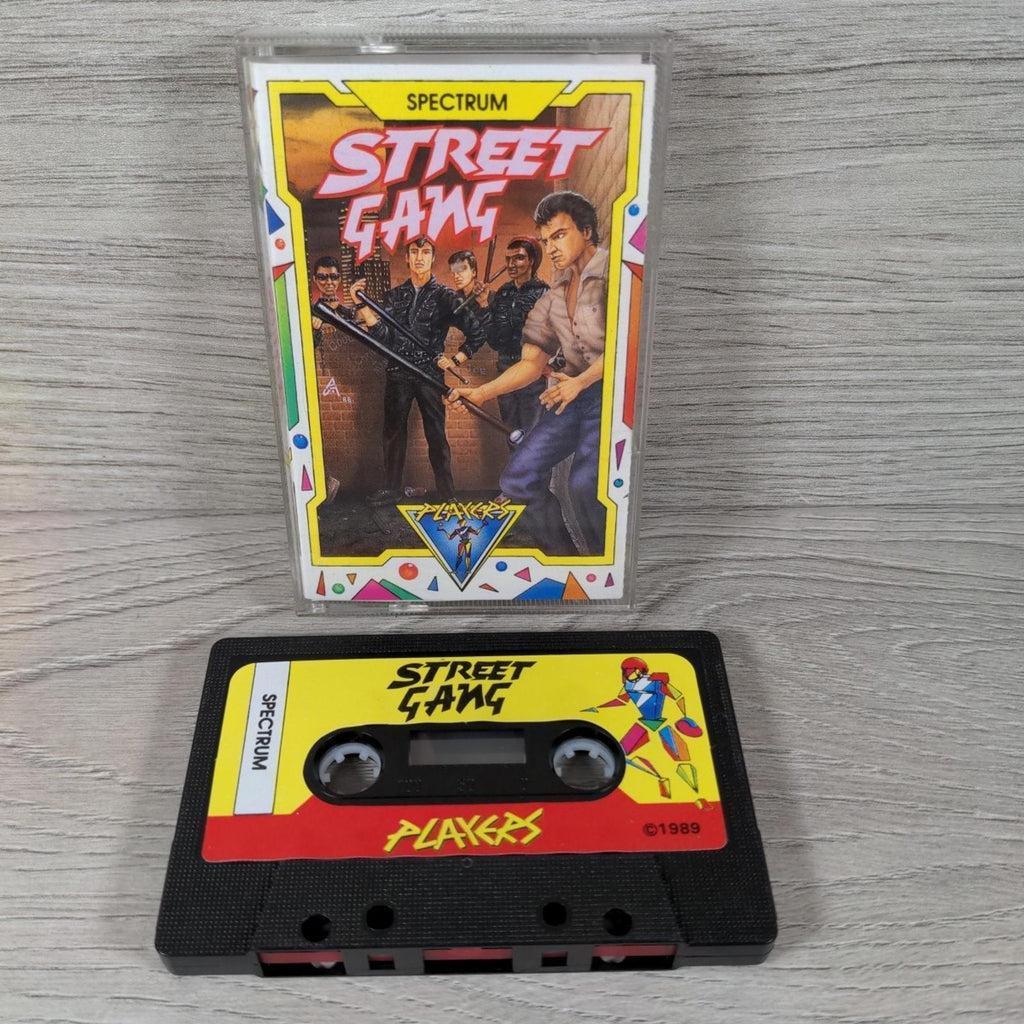 SPECTRUM
STREET
GANG
PLAYERS
STREET
GANG
SPECTRUM
PLAYERS
©1989